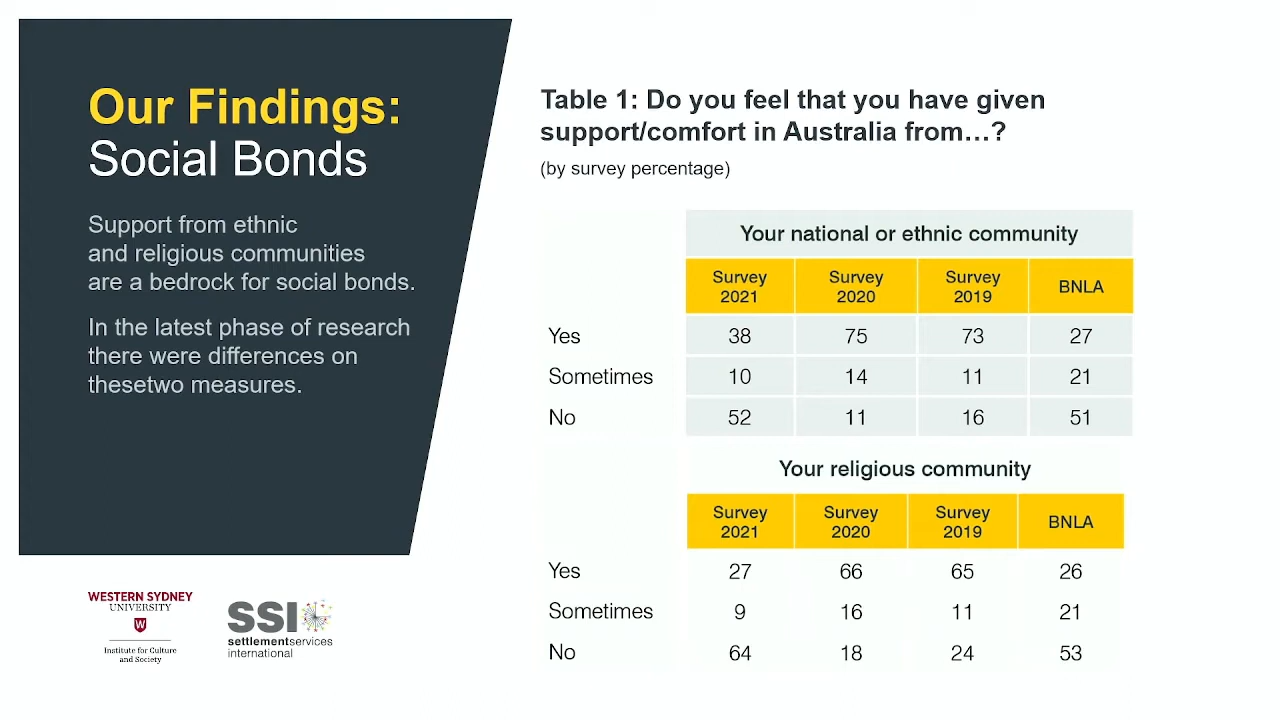 Our Findings:
Social Bonds
Support from ethnic
and religious communities
are a bedrock for social bonds.
In the latest phase of research
there were differences on
thesetwo measures.
WESTERN SYDNEY
UNIVERSITY
W
Institute for Culture
and Society
SSI
settlementservices
international
Table 1: Do you feel that you have given
support/comfort in Australia from…?
(by survey percentage)
Your national or ethnic community
Survey 2021 Survey 2020 Survey 2019 BNLA
Yes 38 75 73 27
Sometimes 10 14 11 21
No 52 11 16 51
Your religious community
Survey 2021 Survey 2020 Survey 2019 BNLA
Yes 27 66 65 26
Sometimes 9 16 11 21
No 64 18 24 53